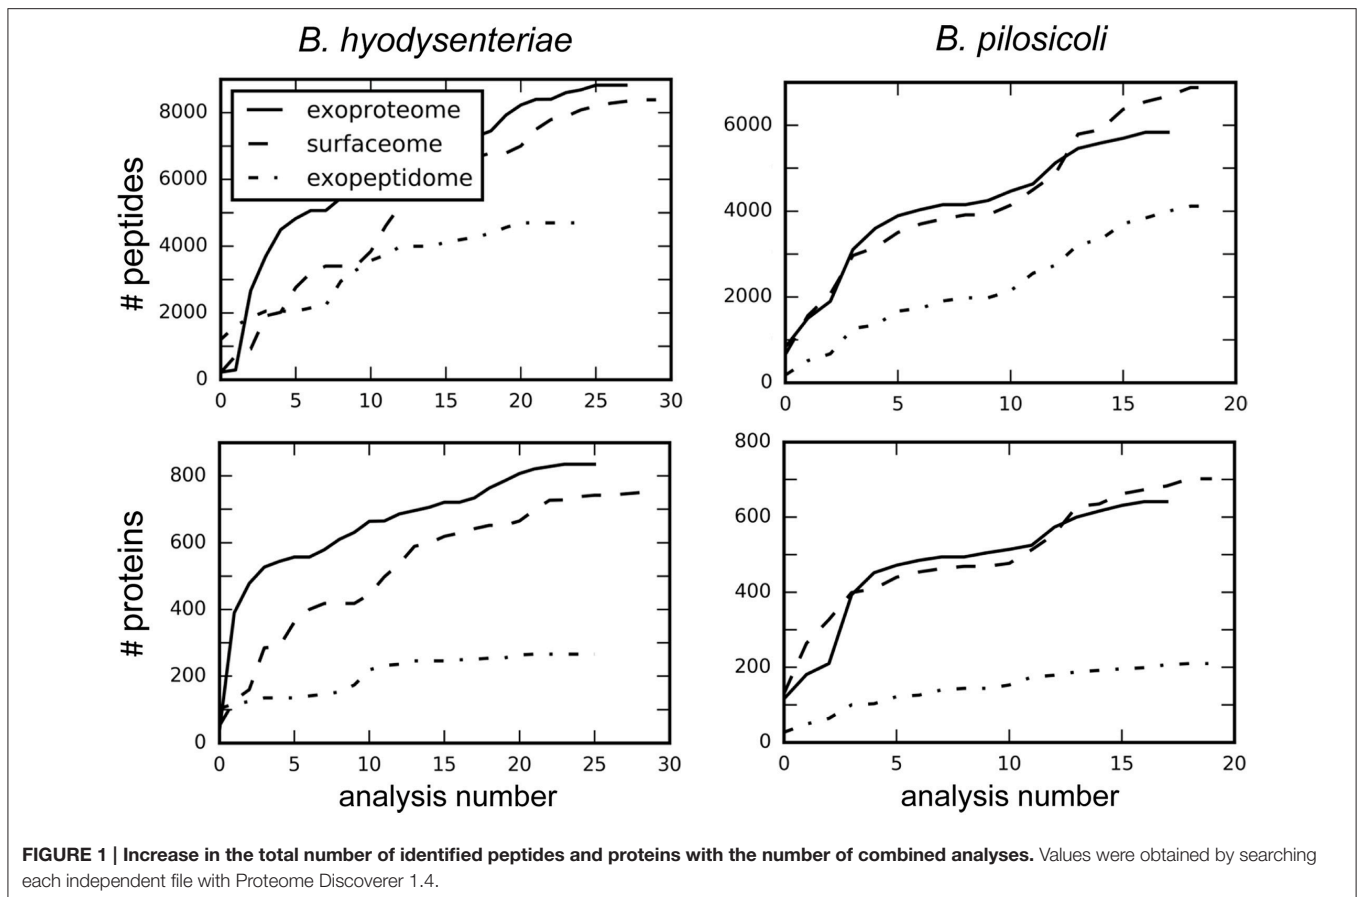 B. hyodysenteriae
B. pilosicoli
# peptides
8000
6000
4000
2000
0
exoproteome
surfaceome
exopeptidome
0 5 10 15 20 25 30
6000
4000
2000
0
0 5 10 15 20
# proteins
800
600
400
200
0
0 5 10 15 20 25 30
analysis number
800
600
400
200
0
0 5 10 15 20
analysis number
FIGURE 1 | Increase in the total number of identified peptides and proteins with the number of combined analyses. Values were obtained by searching
each independent file with Proteome Discoverer 1.4.